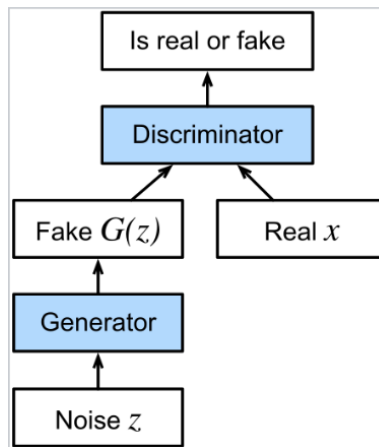 Is real or fake
Discriminator
Fake G(z)
Real x
Generator
Noise z